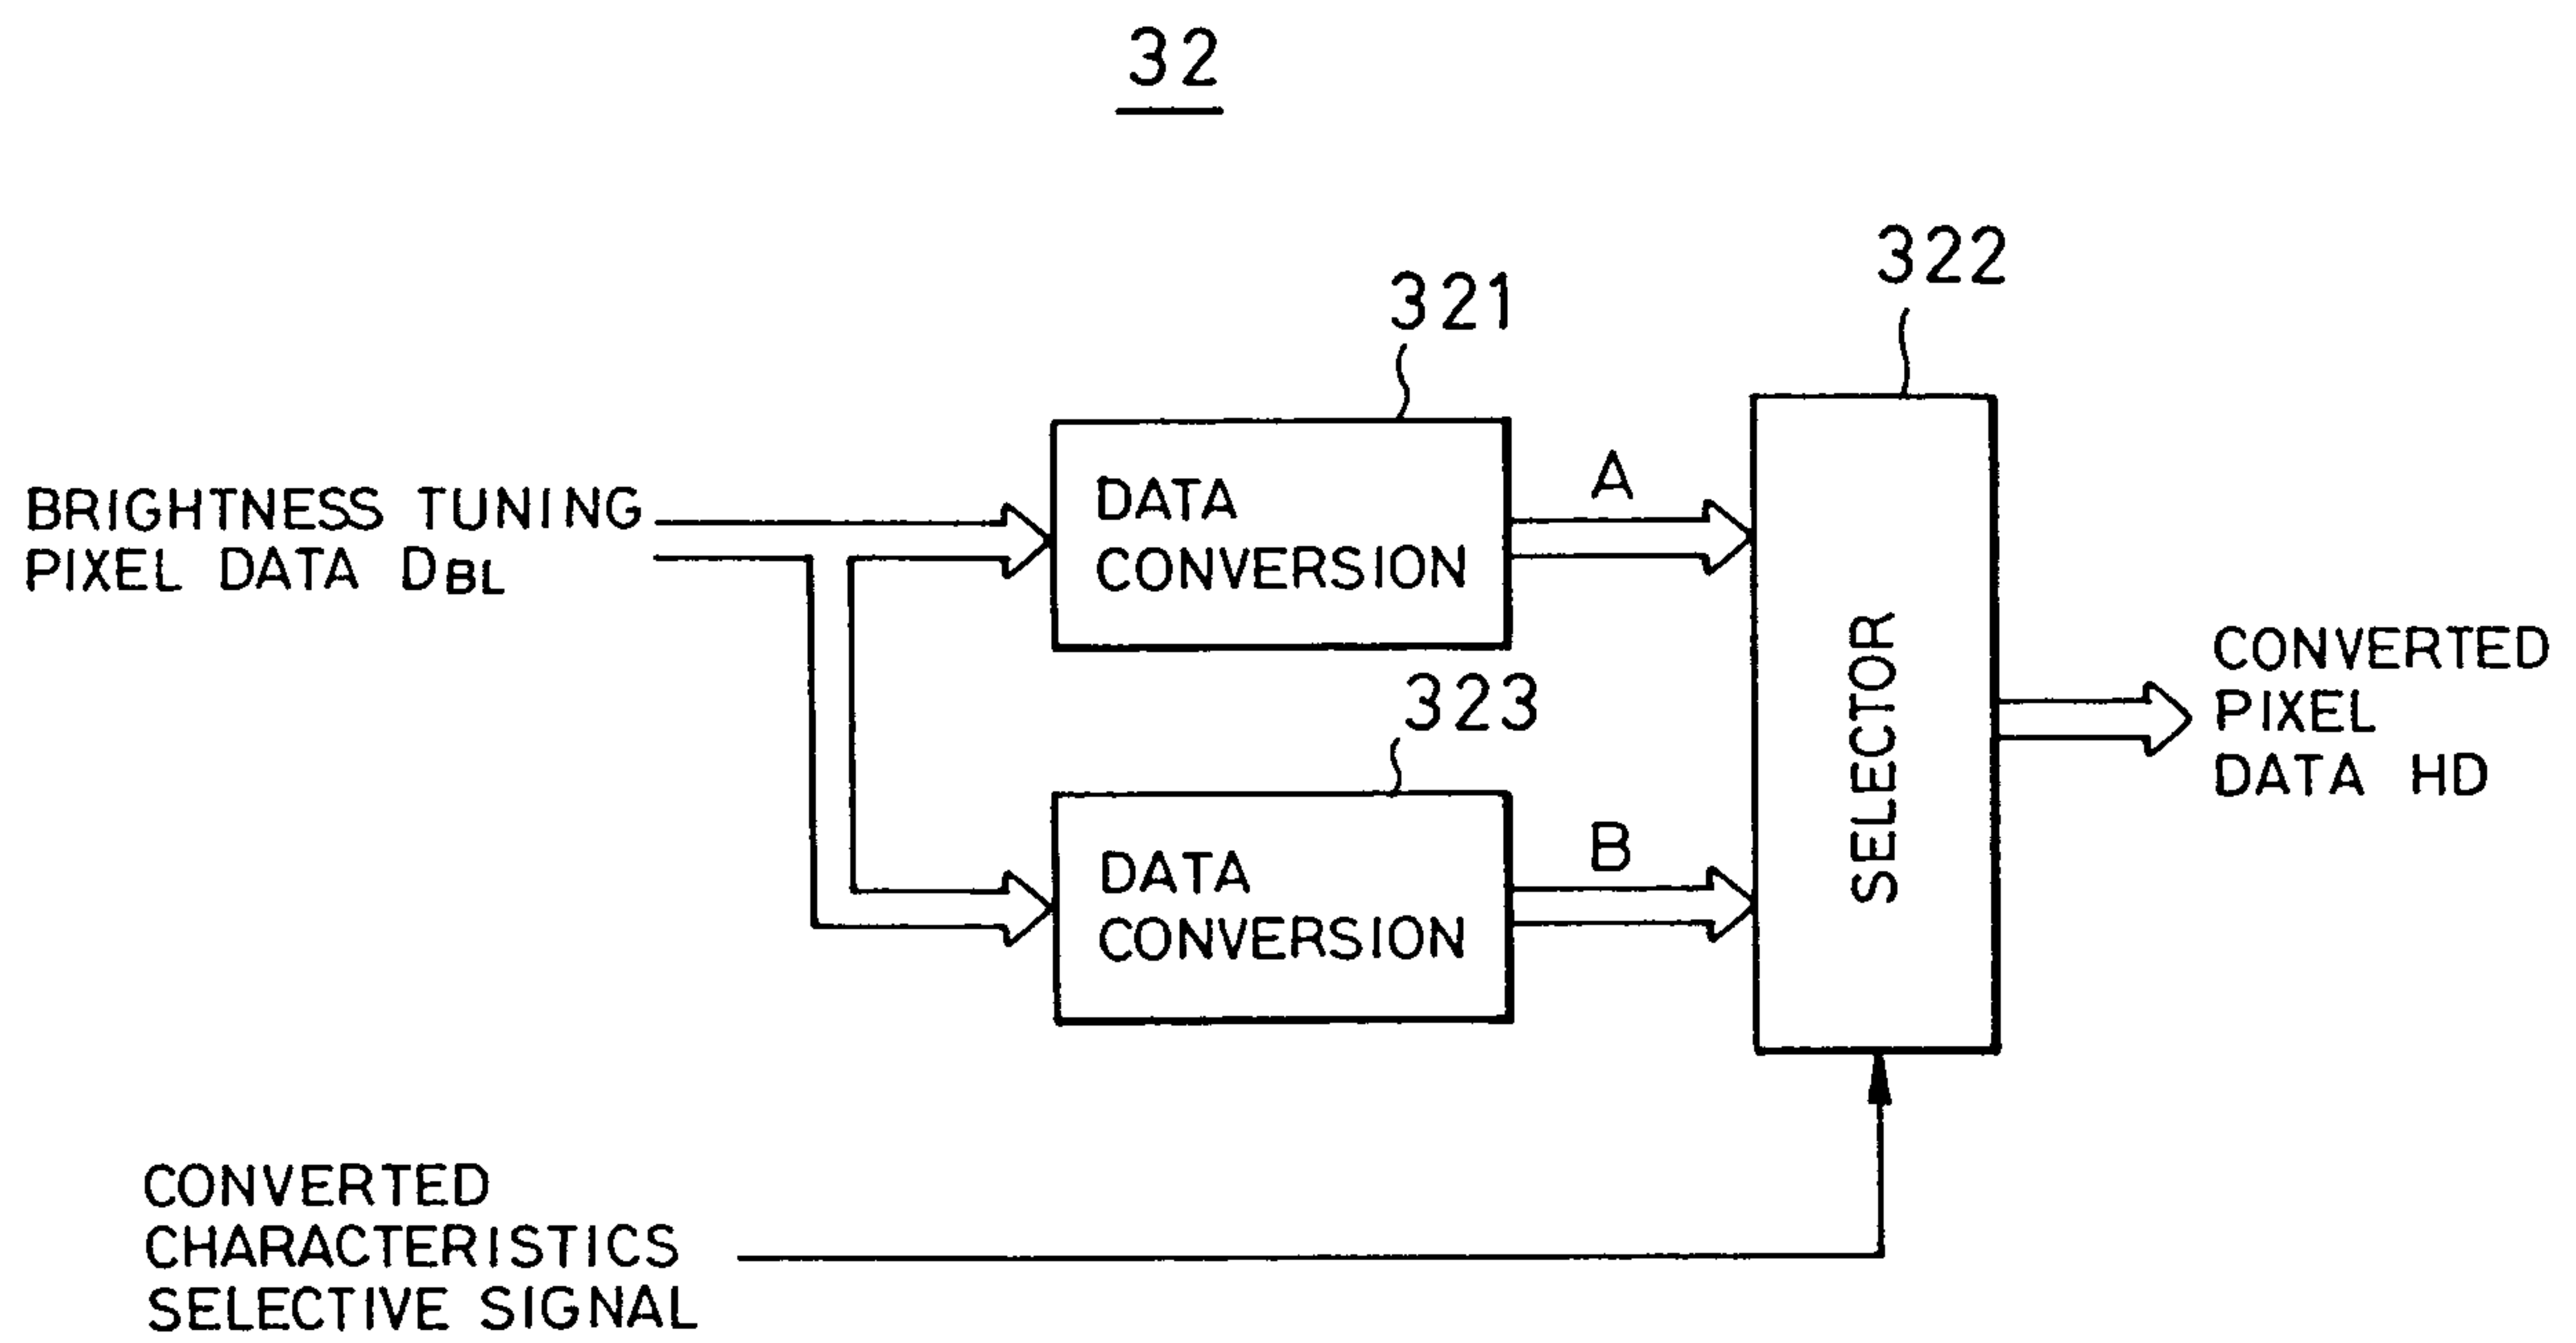 32
321
322
BRIGHTNESS TUNING
PIXEL DATA DBL
DATA
CONVERSION
A
SELECTOR
CONVERTED
PIXEL
DATA HD
323
DATA
CONVERSION
B
CONVERTED
CHARACTERISTICS
SELECTIVE SIGNAL